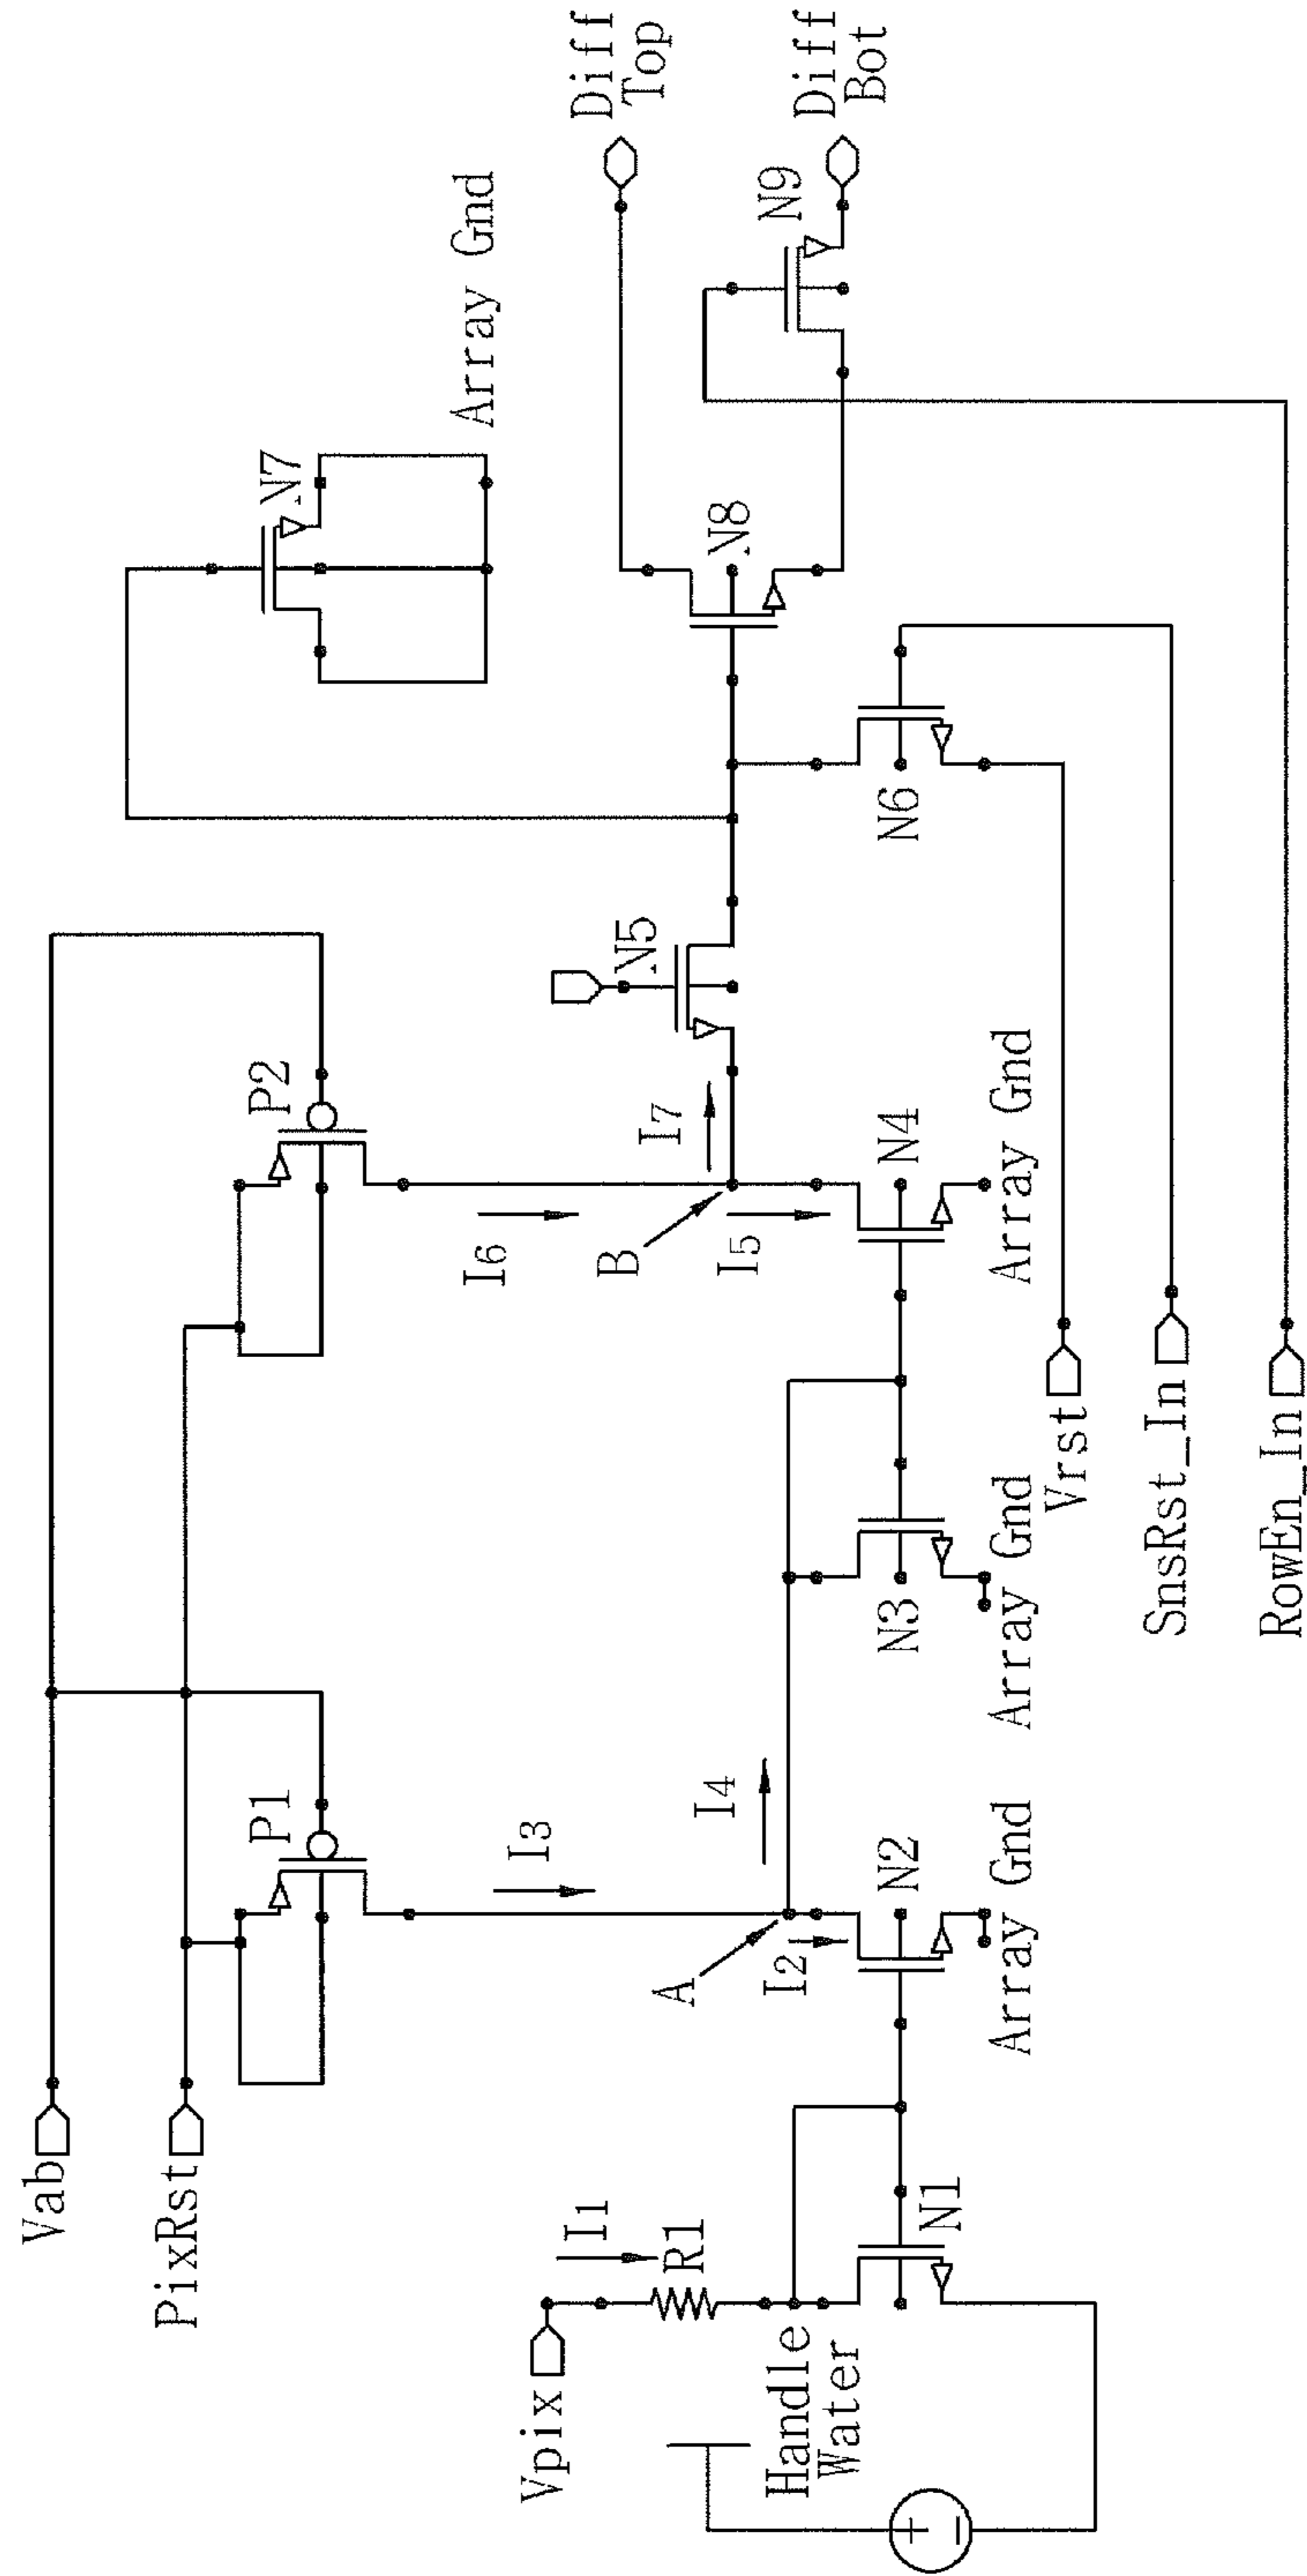 Vab
PixRst
P1
P2
N7
Array Gnd
I3
I6
Diff
Top
Vpix
I1
R1
A
I4
B
I7
N5
N8
I2
I5
Diff
Bot
N9
Handle
Water
N1
N2
N3
N4
N6
Array Gnd
Array Gnd
Array Gnd
Vrst
SnsRst_In
RowEn_In
+
−